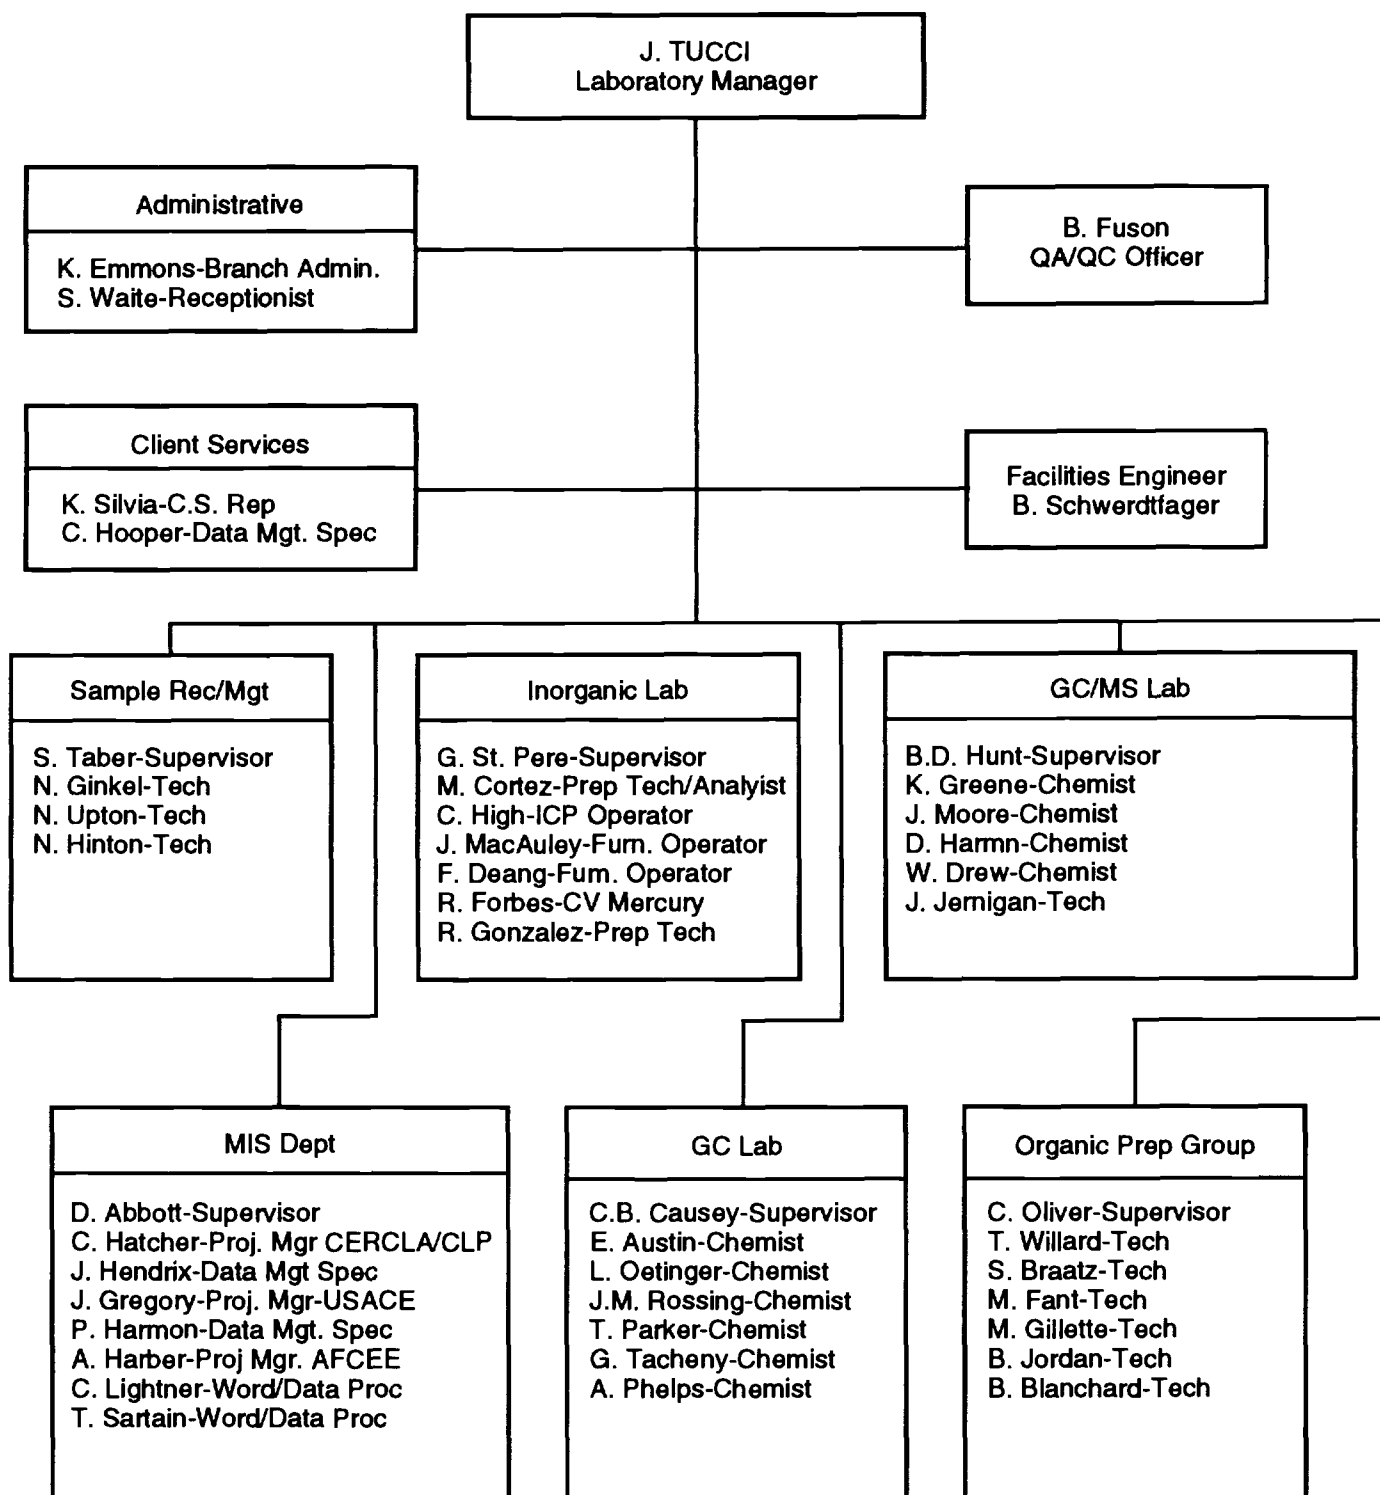 J. TUCCI
Laboratory Manager
Administrative
K. Emmons-Branch Admin.
S. Waite-Receptionist
B. Fuson
QA/QC Officer
Client Services
K. Silvia-C.S. Rep
C. Hooper-Data Mgt. Spec
Facilities Engineer
B. Schwerdtfager
Sample Rec/Mgt
S. Taber-Supervisor
N. Ginkel-Tech
N. Upton-Tech
N. Hinton-Tech
Inorganic Lab
G. St. Pere-Supervisor
M. Cortez-Prep Tech/Analyist
C. High-ICP Operator
J. MacAuley-Furn. Operator
F. Deang-Furn. Operator
R. Forbes-CV Mercury
R. Gonzalez-Prep Tech
GC/MS Lab
B.D. Hunt-Supervisor
K. Greene-Chemist
J. Moore-Chemist
D. Harmn-Chemist
W. Drew-Chemist
J. Jernigan-Tech
MIS Dept
D. Abbott-Supervisor
C. Hatcher-Proj. Mgr CERCLA/CLP
J. Hendrix-Data Mgt Spec
J. Gregory-Proj. Mgr-USACE
P. Harmon-Data Mgt. Spec
A. Harber-Proj Mgr. AFCEE
C. Lightner-Word/Data Proc
T. Sartain-Word/Data Proc
GC Lab
C.B. Causey-Supervisor
E. Austin-Chemist
L. Oetinger-Chemist
J.M. Rossing-Chemist
T. Parker-Chemist
G. Tacheny-Chemist
A. Phelps-Chemist
Organic Prep Group
C. Oliver-Supervisor
T. Willard-Tech
S. Braatz-Tech
M. Fant-Tech
M. Gillette-Tech
B. Jordan-Tech
B. Blanchard-Tech